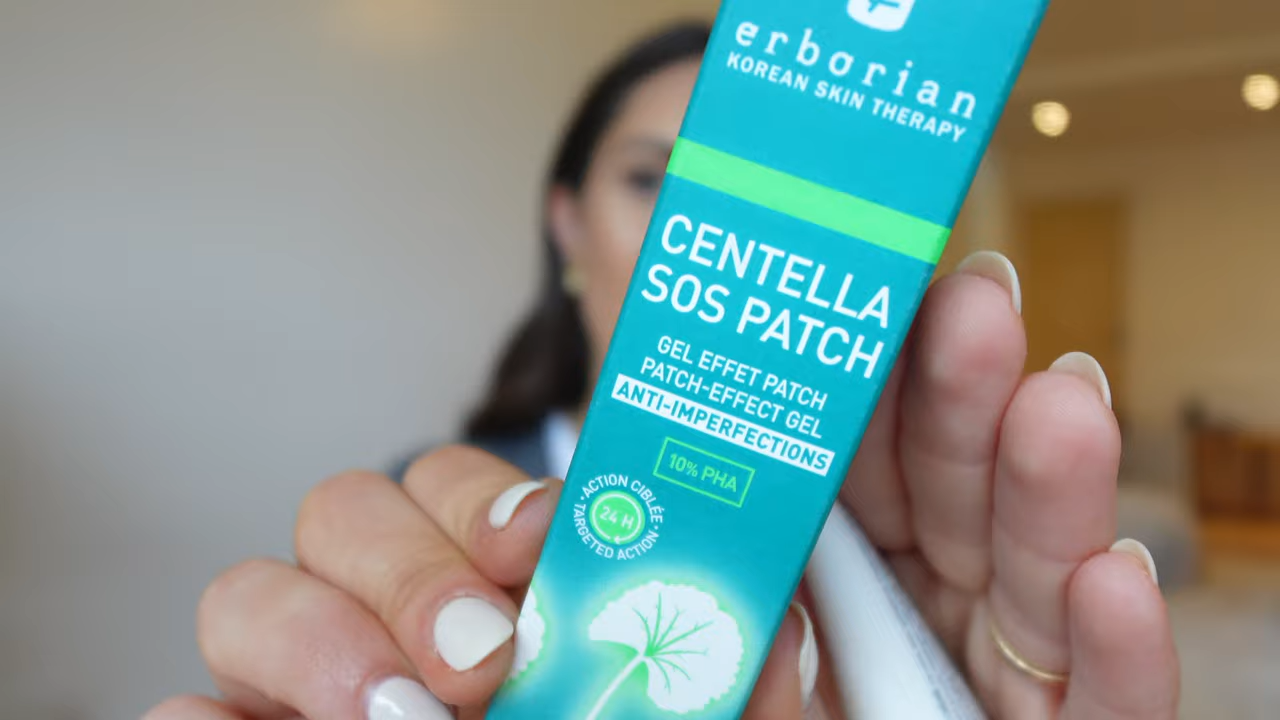 erborian
KOREAN SKIN THERAPY
CENTELLA
SOS PATCH
GEL EFFET PATCH
PATCH-EFFECT GEL
ANTI-IMPERFECTIONS
10% PHA
• ACTION CIBLÉE •
24 H
TARGETED ACTION